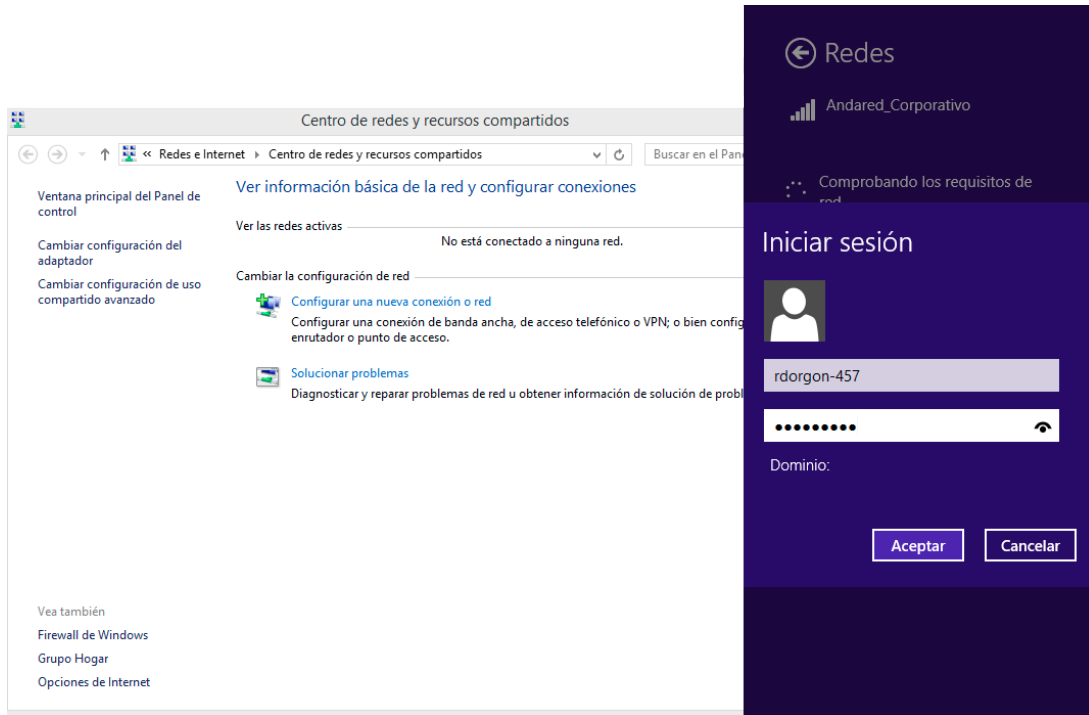 Centro de redes y recursos compartidos
« Redes e Internet Centro de redes y recursos compartidos
Buscar en el Pan
Ventana principal del Panel de
control
Cambiar configuración del
adaptador
Cambiar configuración de uso
compartido avanzado
Vea también
Firewall de Windows
Grupo Hogar
Opciones de Internet
Ver información básica de la red y configurar conexiones
Ver las redes activas
No está conectado a ninguna red.
Cambiar la configuración de red
Configurar una nueva conexión o red
Configurar una conexión de banda ancha, de acceso telefónico o VPN; o bien config
enrutador o punto de acceso.
Solucionar problemas
Diagnosticar y reparar problemas de red u obtener información de solución de probl
Redes
Andared_Corporativo
Comprobando los requisitos de
red
Iniciar sesión
rdorgon-457
•••••••••
Dominio:
Aceptar
Cancelar